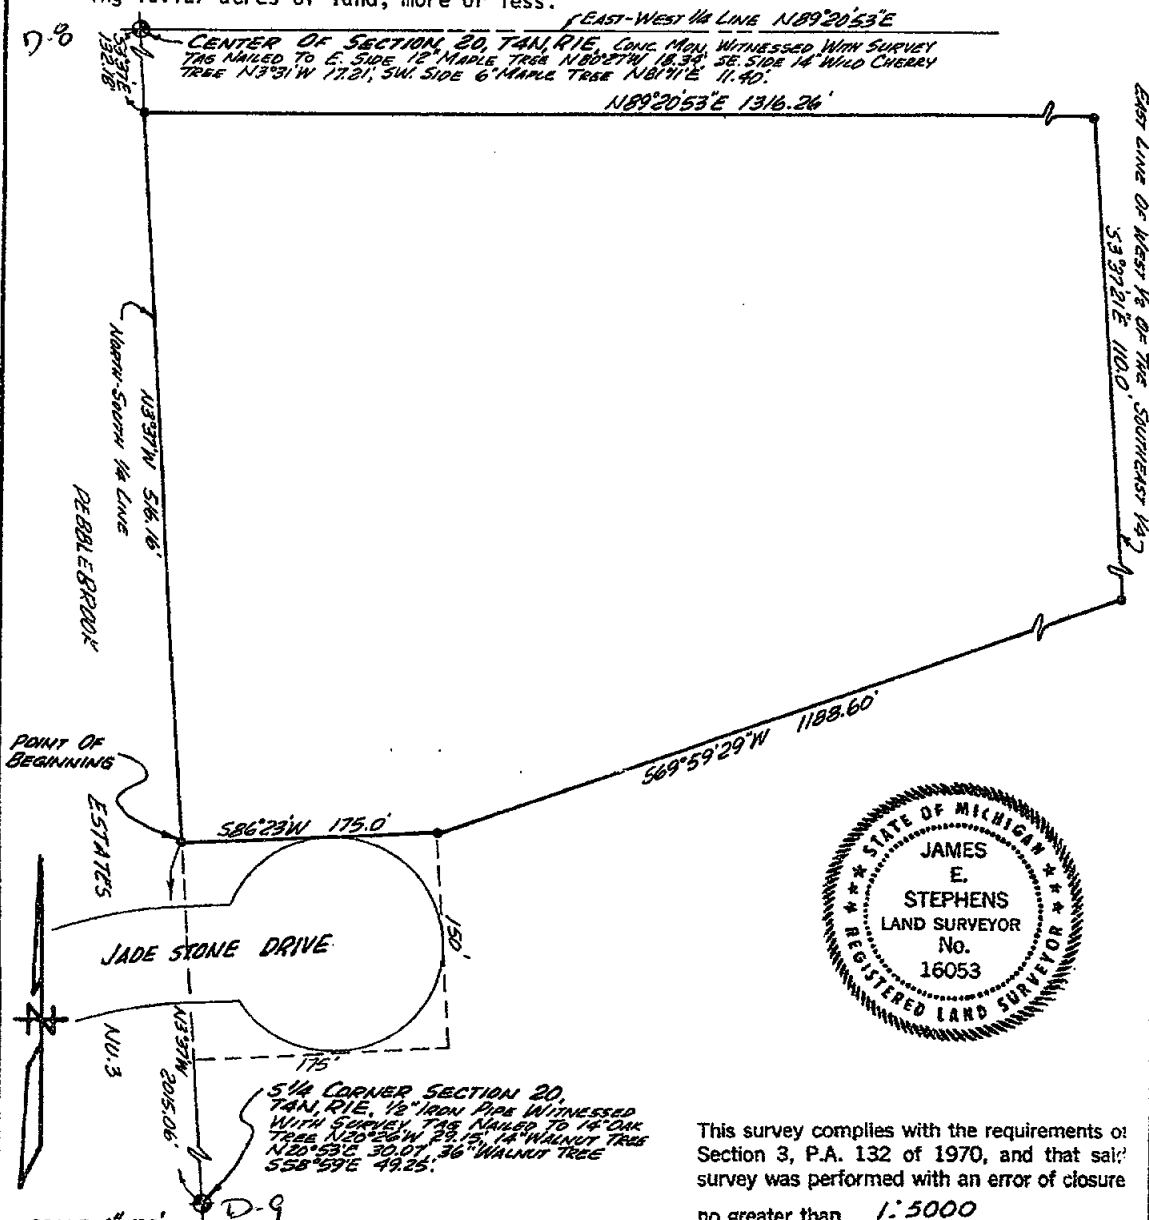 acres of land, more or less.
D-8
EAST-WEST 1/4 LINE N89°20'53"E
CENTER OF SECTION, 20, T4N, R1E, CONC. MON. WITNESSED WITH SURVEY
TAG NAILED TO E. SIDE 12" MAPLE TREE N80°27'W 18.34', SE. SIDE 14" WILD CHERRY
TREE N3°31'W 17.21', SW. SIDE 6" MAPLE TREE N81°11'E 11.40'.
S3°37'E
132.18'
N89°20'53"E 1316.26'
EAST LINE OF WEST 1/2 OF THE SOUTHEAST 1/4
S3°37'21"E 110.0'
N3°37'W 516.16'
NORTH-SOUTH 1/4 LINE
PEBBLEBROOK
ESTATES
NO.3
POINT OF
BEGINNING
S86°23'W 175.0'
S69°59'29"W 1188.60'
JADE STONE DRIVE
150'
175'
N
N3°37'W 2015.06'
S 1/4 CORNER SECTION 20,
T4N, R1E, 1/2" IRON PIPE WITNESSED
WITH SURVEY TAG NAILED TO 14" OAK
TREE N20°26'W 29.15', 14" WALNUT TREE
N20°53'E 30.07', 36" WALNUT TREE
S58°59'E 49.25'.
D-9
STATE OF MICHIGAN
JAMES
E.
STEPHENS
LAND SURVEYOR
No.
16053
REGISTERED LAND SURVEYOR
This survey complies with the requirements of
Section 3, P.A. 132 of 1970, and that said
survey was performed with an error of closure
no greater than 1:5000